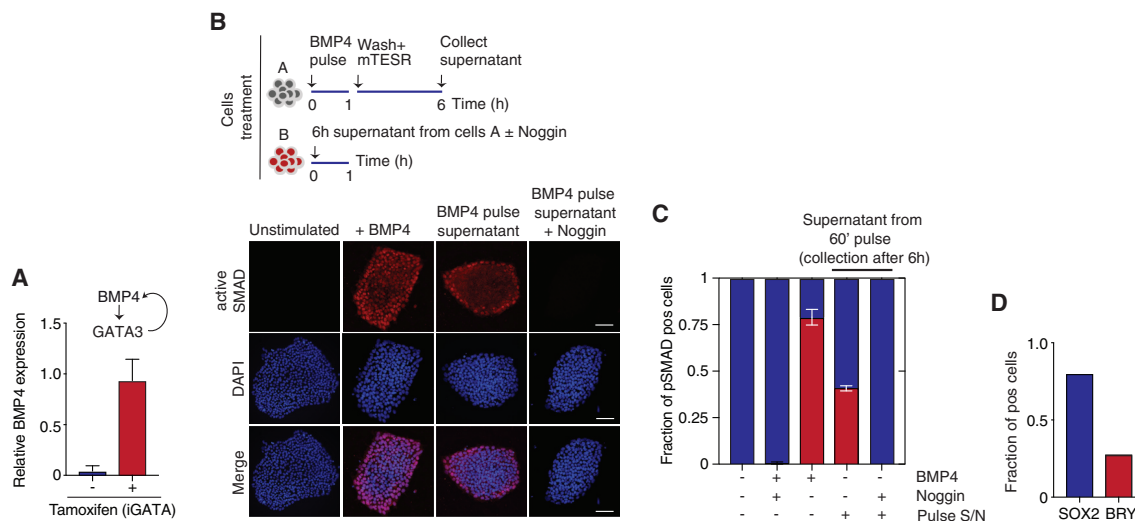 B
Cells
treatment
A
BMP4
pulse
Wash+
mTESR
Collect
supernatant
0
1
6
Time (h)
B
6h supernatant from cells A ± Noggin
0
1
Time (h)
Unstimulated
+ BMP4
BMP4 pulse
supernatant
BMP4 pulse
supernatant
+ Noggin
active
SMAD
DAPI
Merge
A
BMP4
GATA3
Relative BMP4 expression
1.5
1.0
0.5
0
- +
Tamoxifen (iGATA)
C
Supernatant from
60' pulse
(collection after 6h)
Fraction of pSMAD pos cells
1
0.75
0.5
0.25
0
BMP4 - + + - -
Noggin - + - - +
Pulse S/N - - - + +
D
Fraction of pos cells
1.0
0.5
0
SOX2 BRY